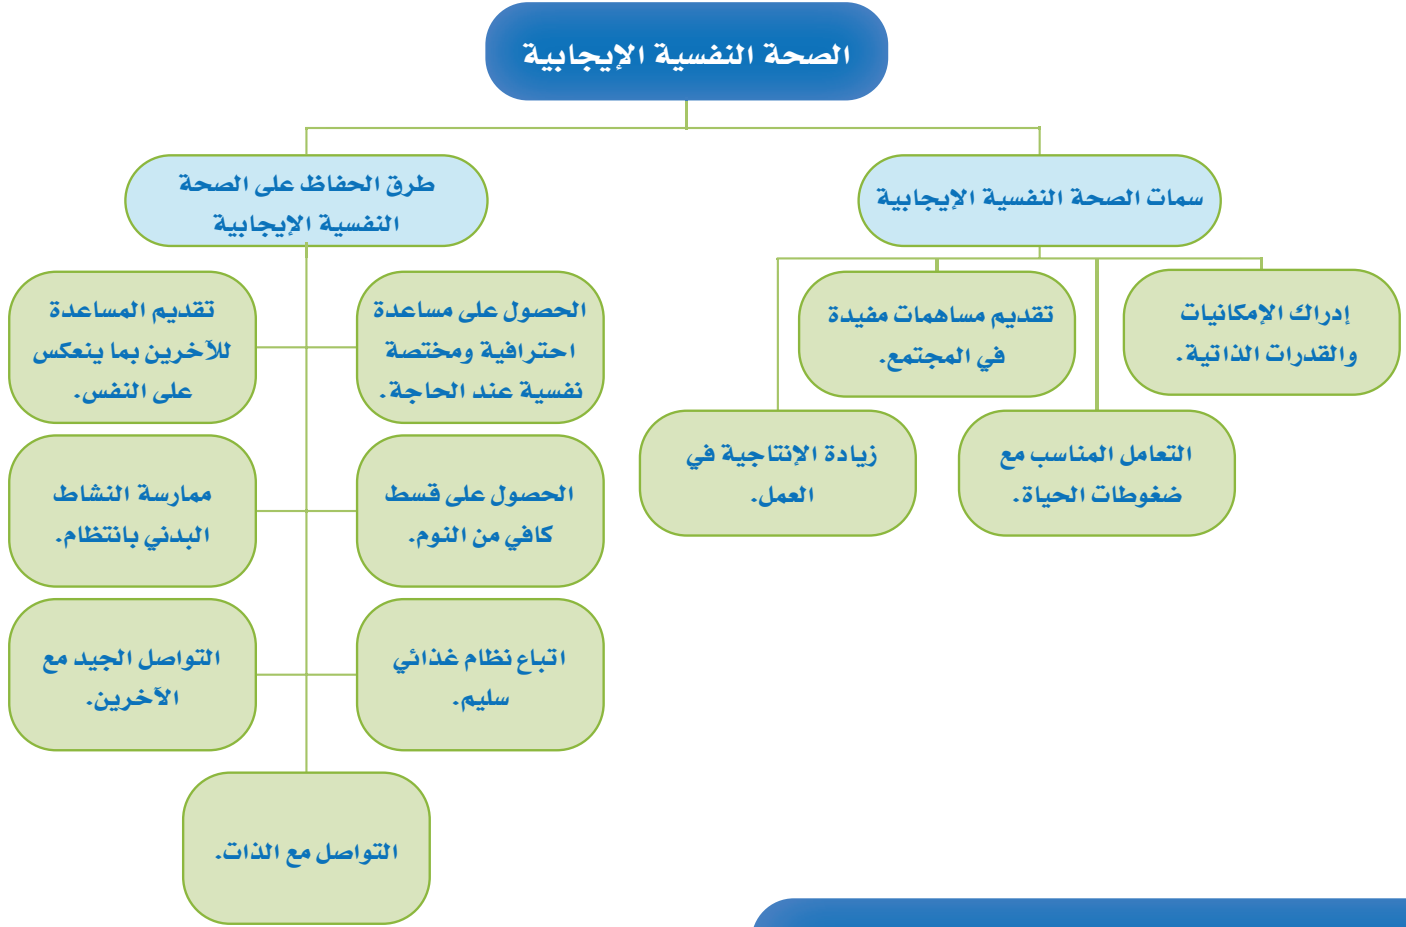 الصحة النفسية الإيجابية
سمات الصحة النفسية الإيجابية
إدراك الإمكانيات
والقدرات الذاتية.
التعامل المناسب مع
ضغوطات الحياة.
تقديم مساهمات مفيدة
في المجتمع.
زيادة الإنتاجية في
العمل.
طرق الحفاظ على الصحة
النفسية الإيجابية
الحصول على مساعدة
احترافية ومختصة
نفسية عند الحاجة.
تقديم المساعدة
للآخرين بما ينعكس
على النفس.
الحصول على قسط
كافي من النوم.
ممارسة النشاط
البدني بانتظام.
اتباع نظام غذائي
سليم.
التواصل الجيد مع
الآخرين.
التواصل مع الذات.